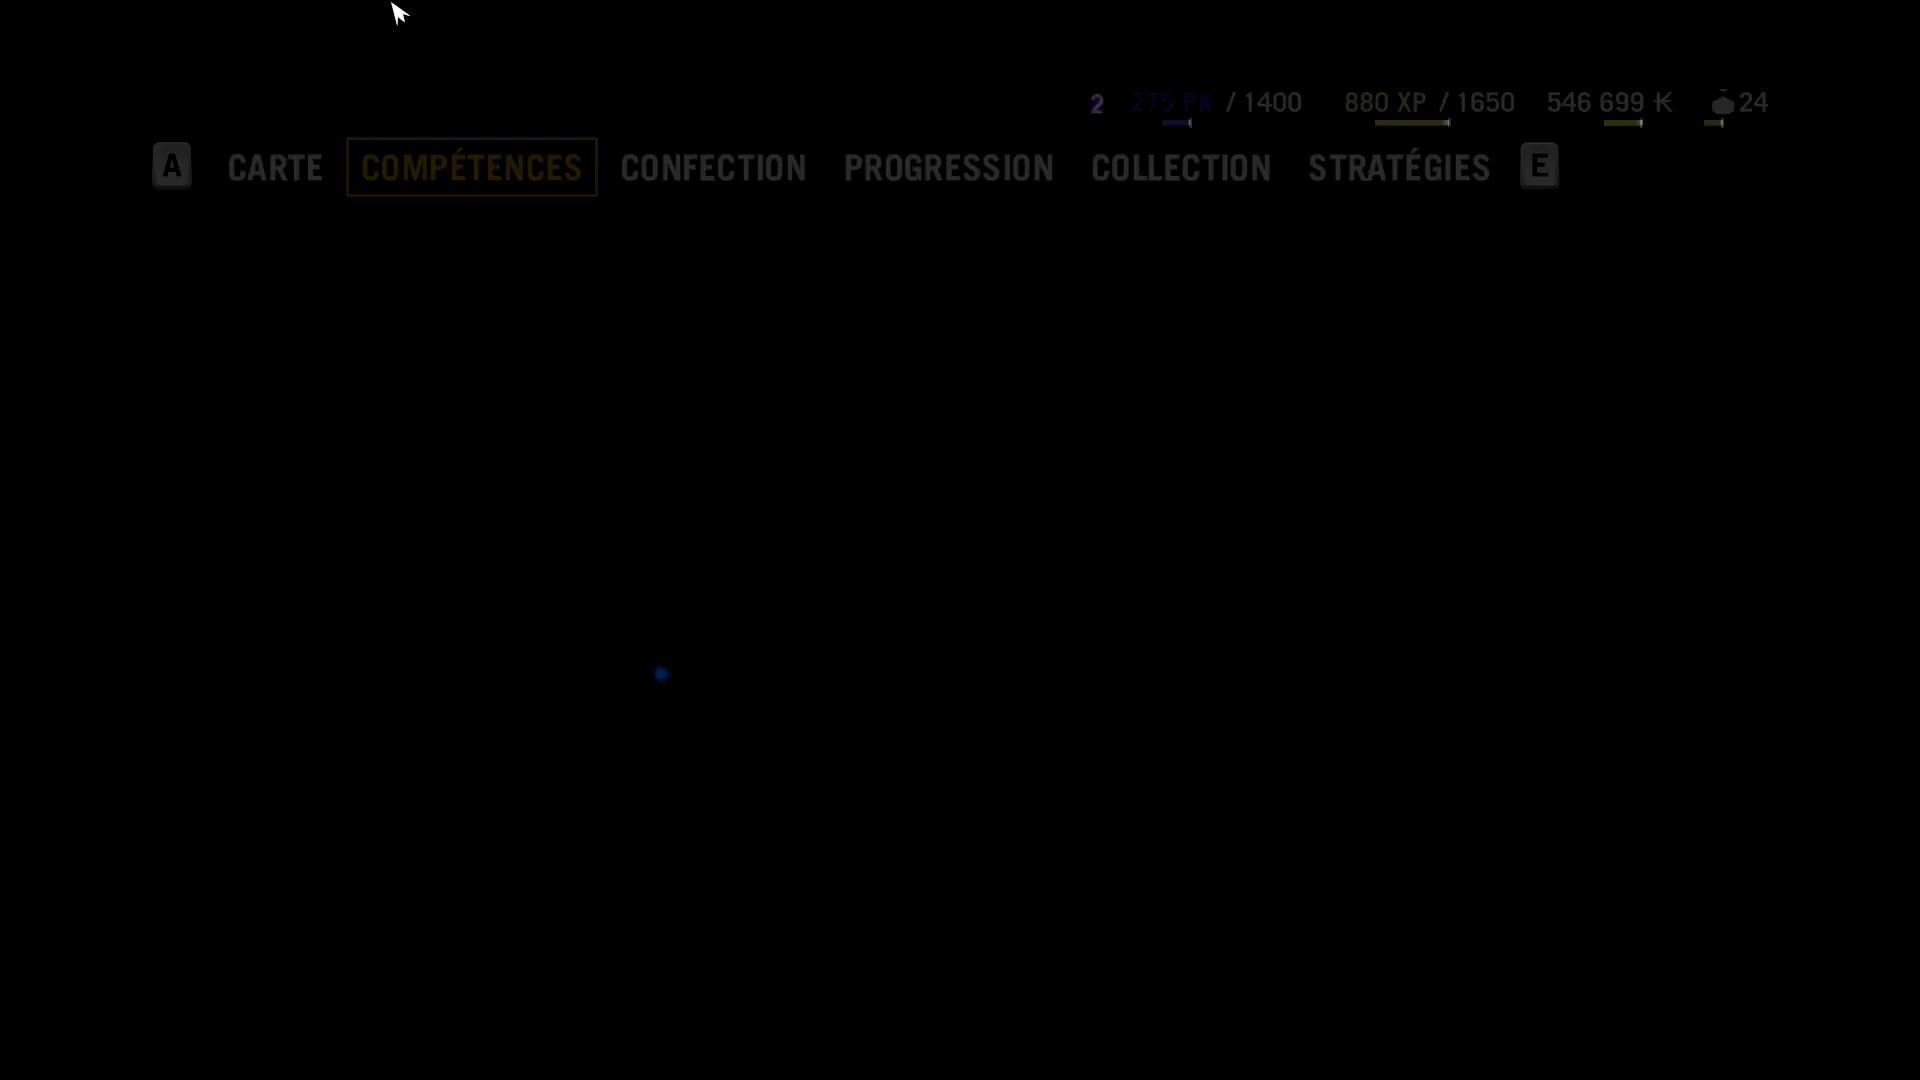 2 275 PK / 1400 880 XP / 1650 546 699 ₭ 24
A CARTE COMPÉTENCES CONFECTION PROGRESSION COLLECTION STRATÉGIES E